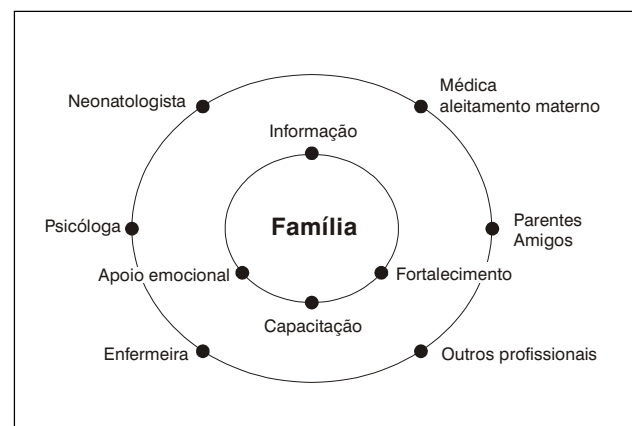 Neonatologista
Médica
aleitamento materno
Informação
Psicóloga
Família
Parentes
Amigos
Apoio emocional
Fortalecimento
Capacitação
Enfermeira
Outros profissionais